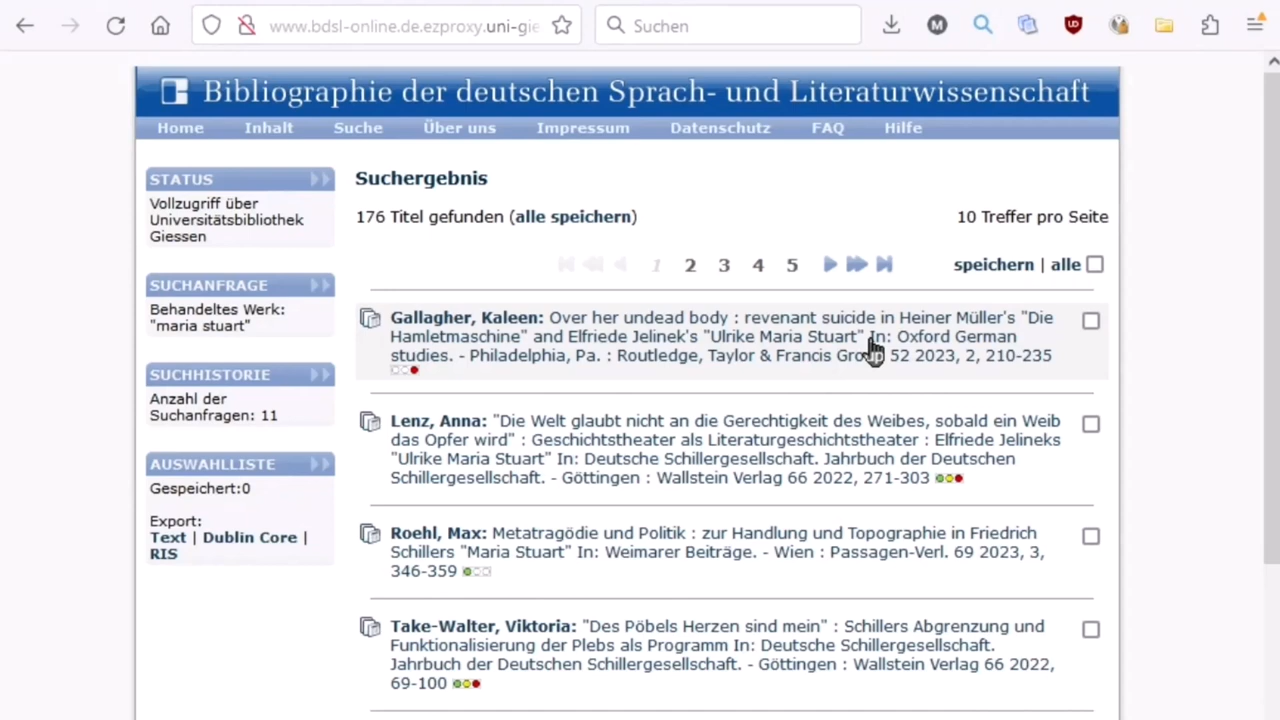 www.bdsl-online.de.ezproxy.uni-gie
Suchen
Bibliographie der deutschen Sprach- und Literaturwissenschaft
Home Inhalt Suche Über uns Impressum Datenschutz FAQ Hilfe
STATUS
Vollzugriff über
Universitätsbibliothek
Giessen
SUCHANFRAGE
Behandeltes Werk:
"maria stuart"
SUCHHISTORIE
Anzahl der
Suchanfragen: 11
AUSWAHLLISTE
Gespeichert:0
Export:
Text | Dublin Core |
RIS
Suchergebnis
176 Titel gefunden (alle speichern) 10 Treffer pro Seite
1 2 3 4 5 speichern | alle
Gallagher, Kaleen: Over her undead body : revenant suicide in Heiner Müller's "Die
Hamletmaschine" and Elfriede Jelinek's "Ulrike Maria Stuart" In: Oxford German
studies. - Philadelphia, Pa. : Routledge, Taylor & Francis Group 52 2023, 2, 210-235
Lenz, Anna: "Die Welt glaubt nicht an die Gerechtigkeit des Weibes, sobald ein Weib
das Opfer wird" : Geschichtstheater als Literaturgeschichtstheater : Elfriede Jelineks
"Ulrike Maria Stuart" In: Deutsche Schillergesellschaft. Jahrbuch der Deutschen
Schillergesellschaft. - Göttingen : Wallstein Verlag 66 2022, 271-303
Roehl, Max: Metatragödie und Politik : zur Handlung und Topographie in Friedrich
Schillers "Maria Stuart" In: Weimarer Beiträge. - Wien : Passagen-Verl. 69 2023, 3,
346-359
Take-Walter, Viktoria: "Des Pöbels Herzen sind mein" : Schillers Abgrenzung und
Funktionalisierung der Plebs als Programm In: Deutsche Schillergesellschaft.
Jahrbuch der Deutschen Schillergesellschaft. - Göttingen : Wallstein Verlag 66 2022,
69-100